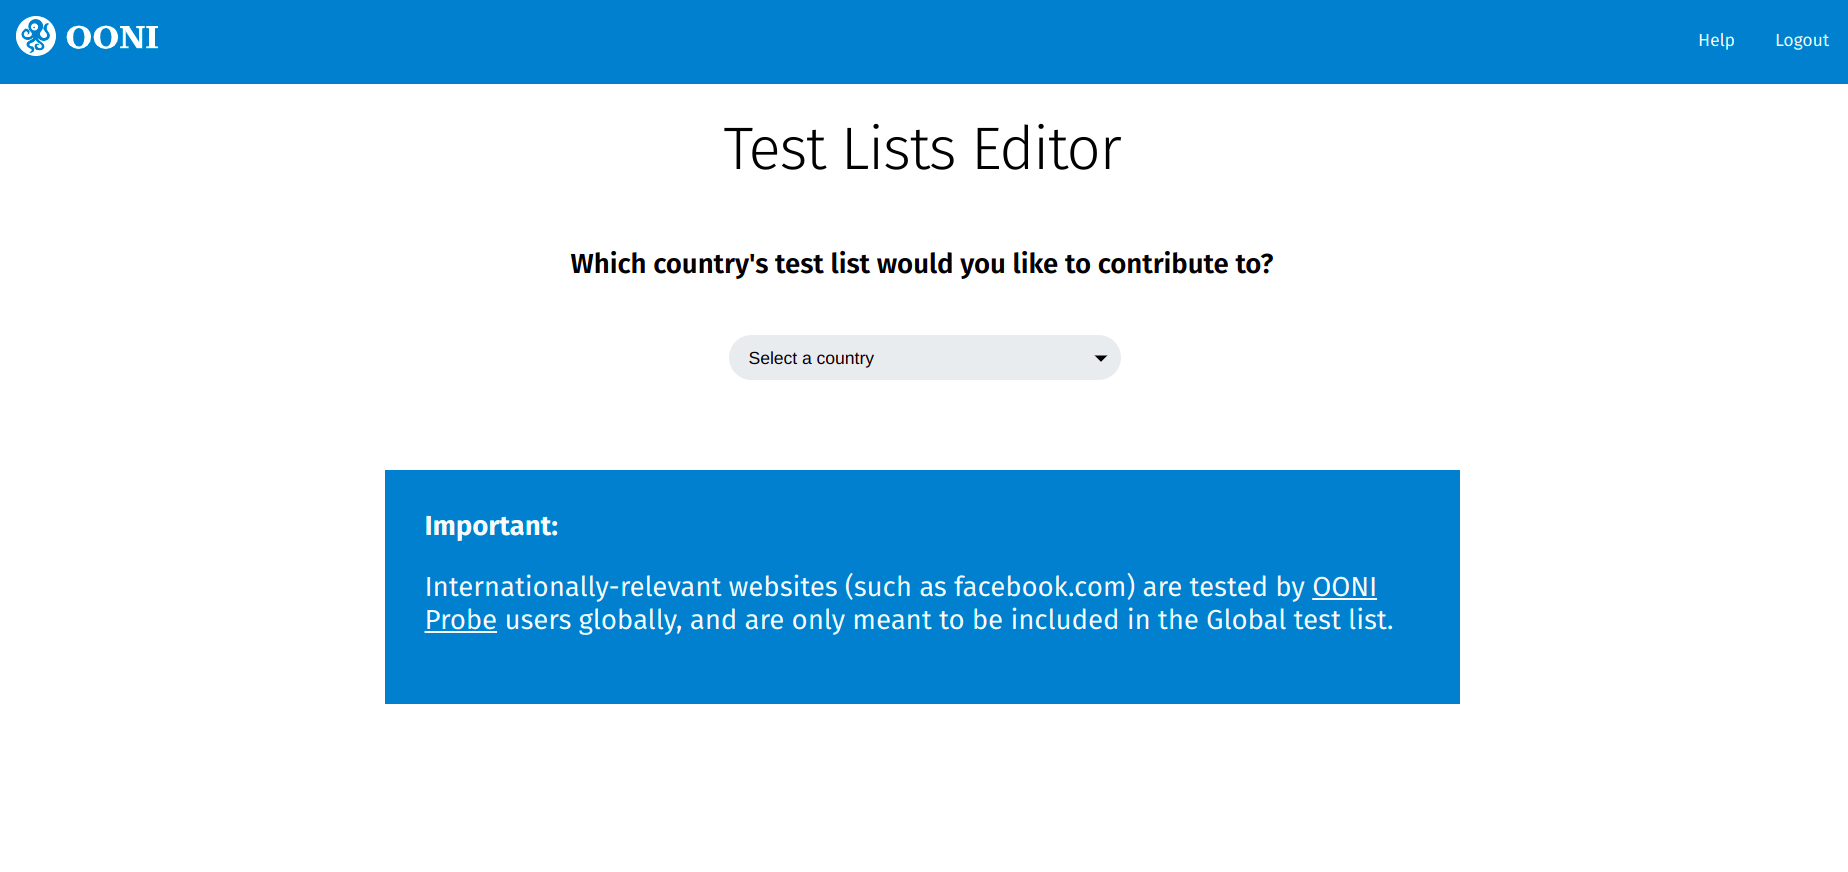 OONI
Help
Logout
Test Lists Editor
Which country's test list would you like to contribute to?
Select a country
Important:
Internationally-relevant websites (such as facebook.com) are tested by OONI
Probe users globally, and are only meant to be included in the Global test list.